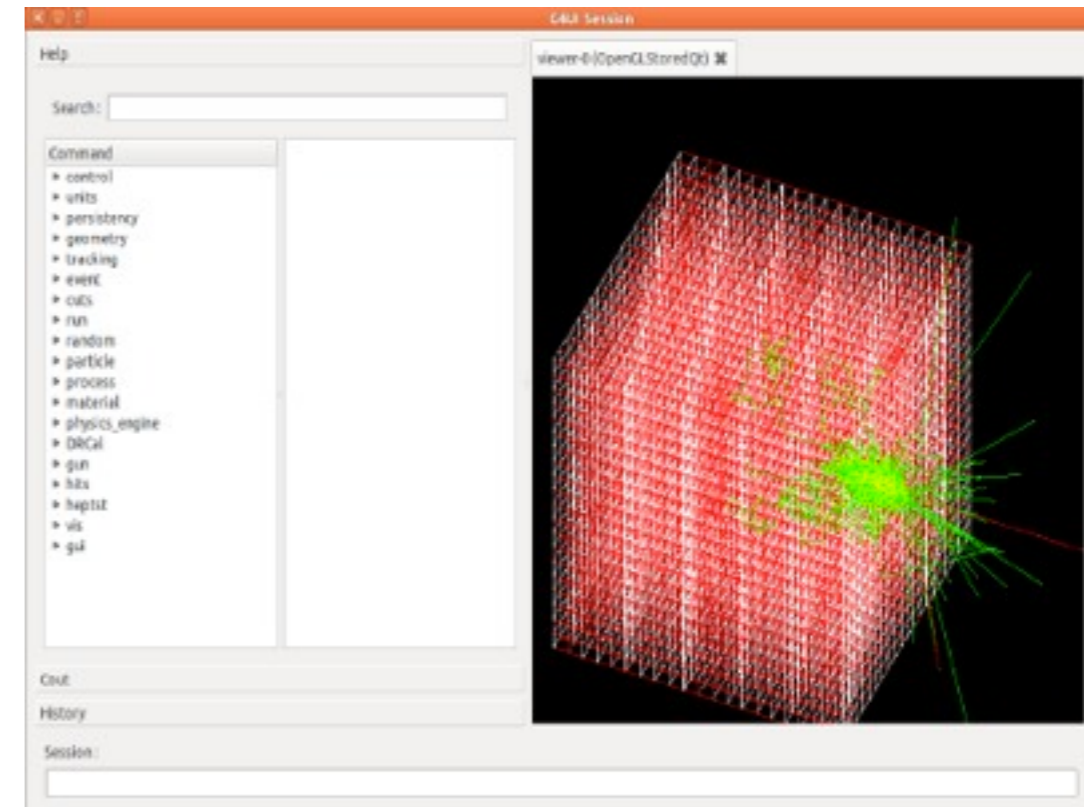 G4UI Session
Help
viewer-0 (OpenGLStoredQt) ✖
Search:
Command
control
units
persistency
geometry
tracking
event
cuts
run
random
particle
process
material
physics_engine
DRCal
gun
hits
heptst
vis
gui
Cout
History
Session: